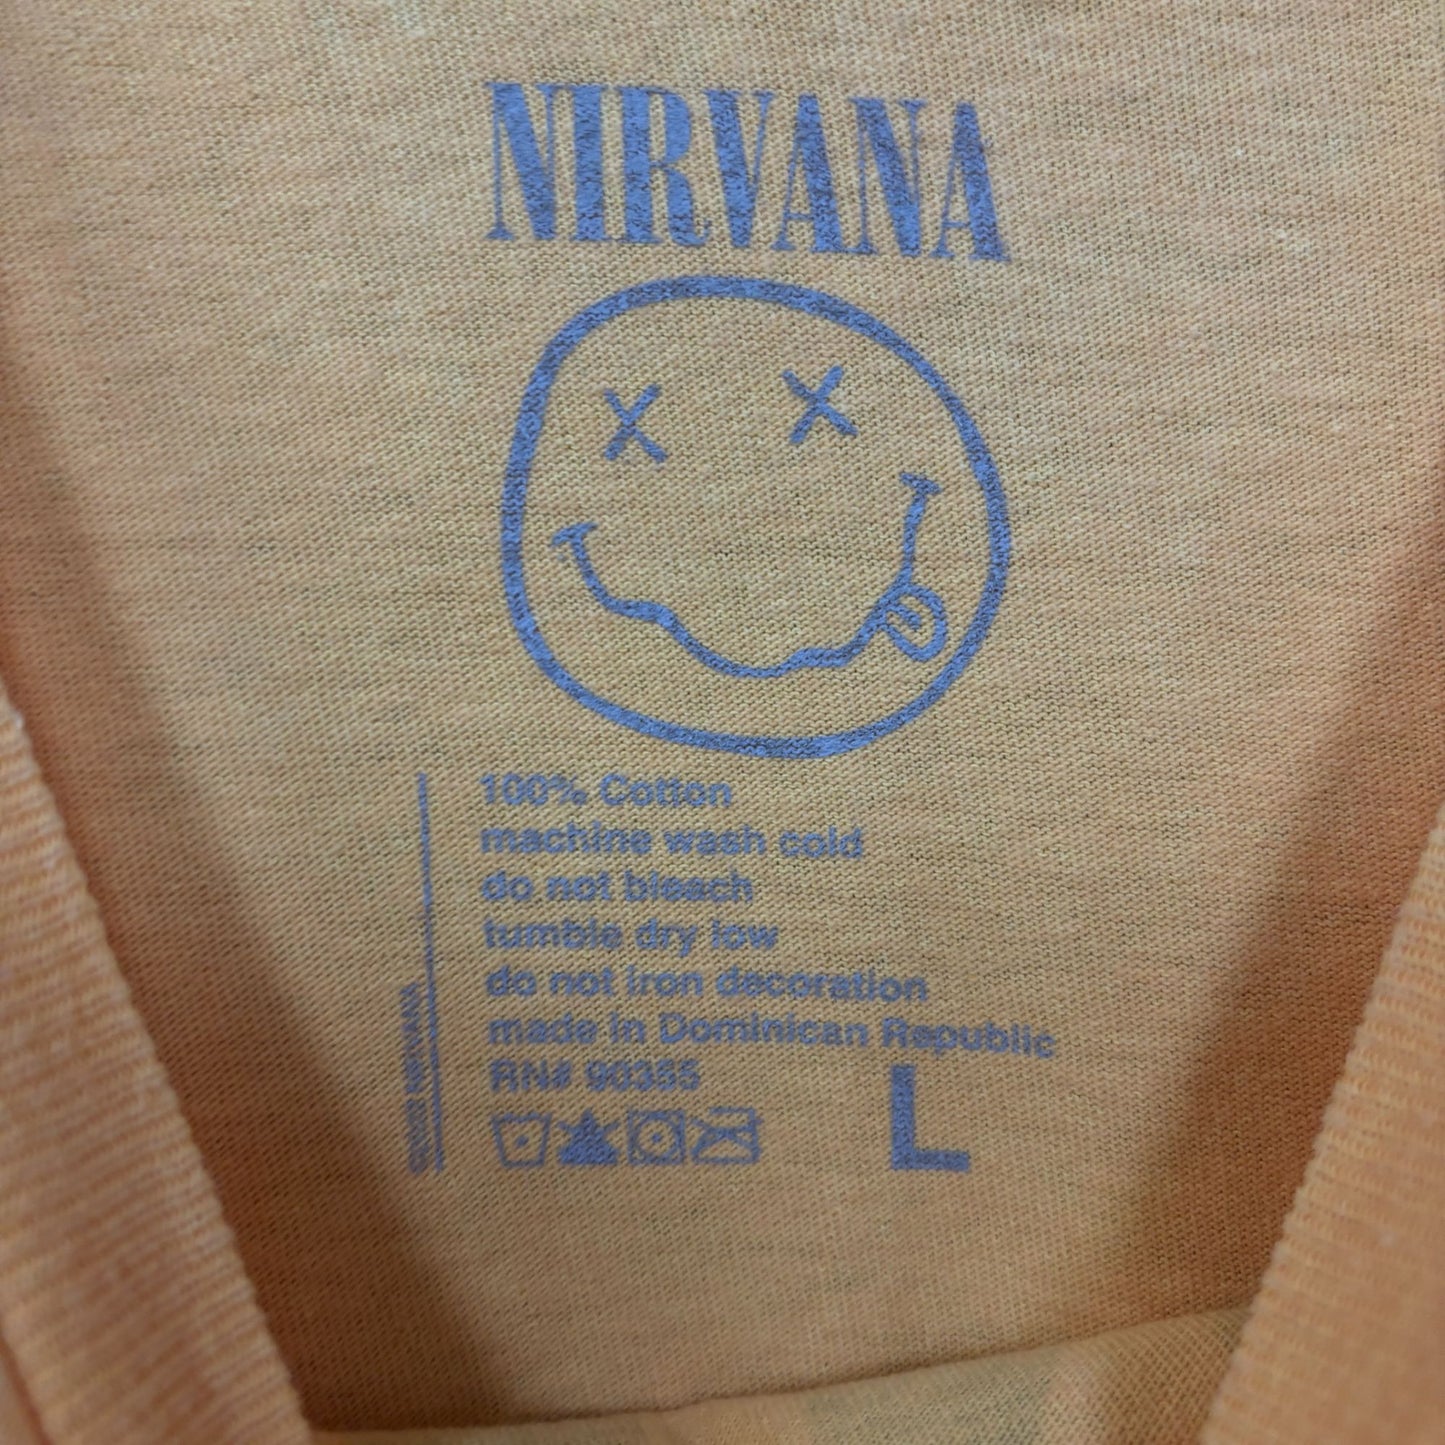 NIRVANA
100% Cotton
machine wash cold
do not bleach
tumble dry low
do not iron decoration
made in Dominican Republic
RN# 90355
L
NIRVANA